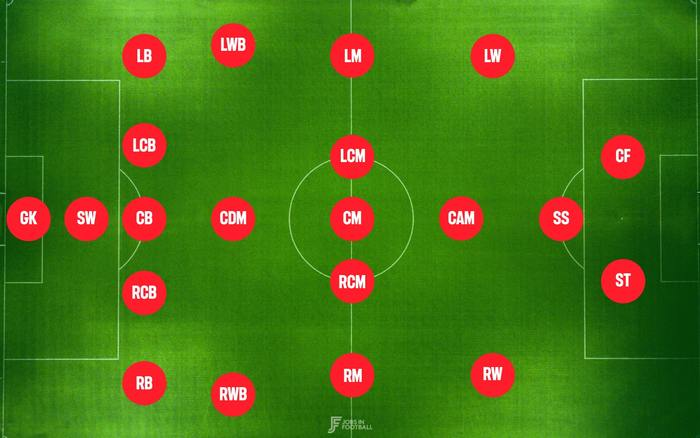 LB
LWB
LM
LW
LCB
LCM
CF
GK
SW
CB
CDM
CM
CAM
SS
RCB
RCM
ST
RB
RWB
RM
RW
JOBS IN
FOOTBALL